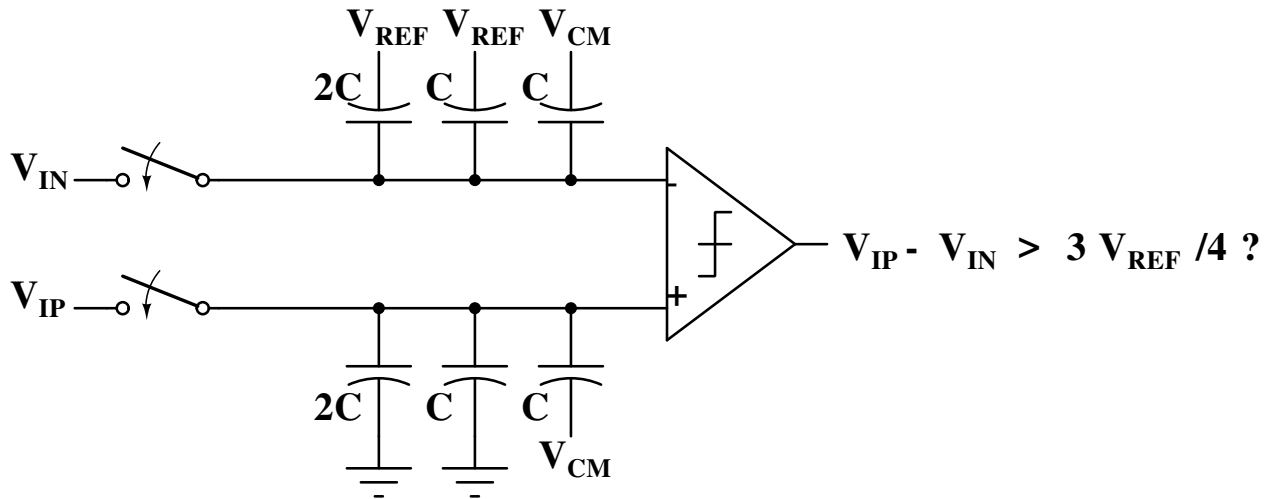 V_REF V_REF V_CM
2C C C
V_IN
-
V_IP - V_IN > 3 V_REF /4 ?
V_IP
+
2C C C
V_CM